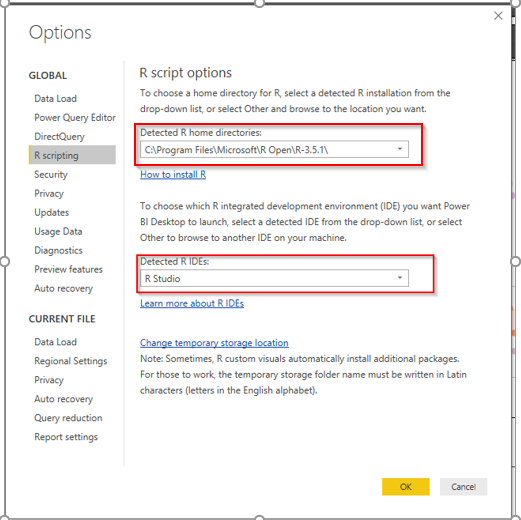 Options
GLOBAL
Data Load
Power Query Editor
DirectQuery
R scripting
Security
Privacy
Updates
Usage Data
Diagnostics
Preview features
Auto recovery
CURRENT FILE
Data Load
Regional Settings
Privacy
Auto recovery
Query reduction
Report settings
R script options
To choose a home directory for R, select a detected R installation from the
drop-down list, or select Other and browse to the location you want.
Detected R home directories:
C:\Program Files\Microsoft\R Open\R-3.5.1\
How to install R
To choose which R integrated development environment (IDE) you want Power
BI Desktop to launch, select a detected IDE from the drop-down list, or select
Other to browse to another IDE on your machine.
Detected R IDEs:
R Studio
Learn more about R IDEs
Change temporary storage location
Note: Sometimes, R custom visuals automatically install additional packages.
For those to work, the temporary storage folder name must be written in Latin
characters (letters in the English alphabet).
OK
Cancel